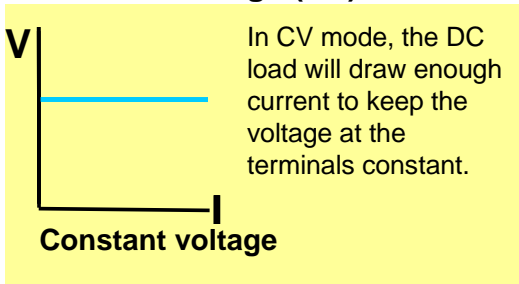 V
In CV mode, the DC
load will draw enough
current to keep the
voltage at the
terminals constant.
I
Constant voltage